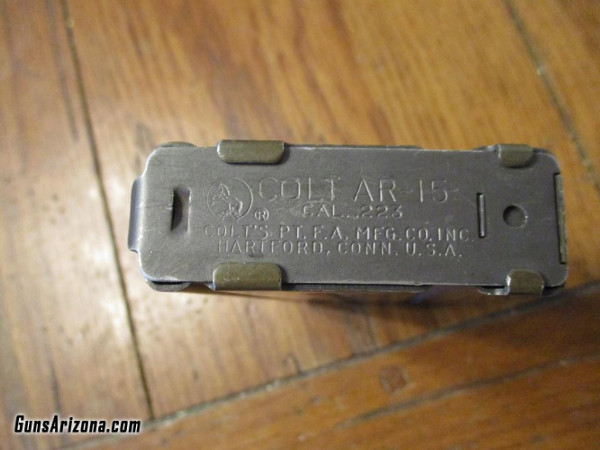 COLT AR-15
®
CAL. .223
COLT'S PT. F. A. MFG. CO. INC.
HARTFORD, CONN. U.S.A.
GunsArizona.com